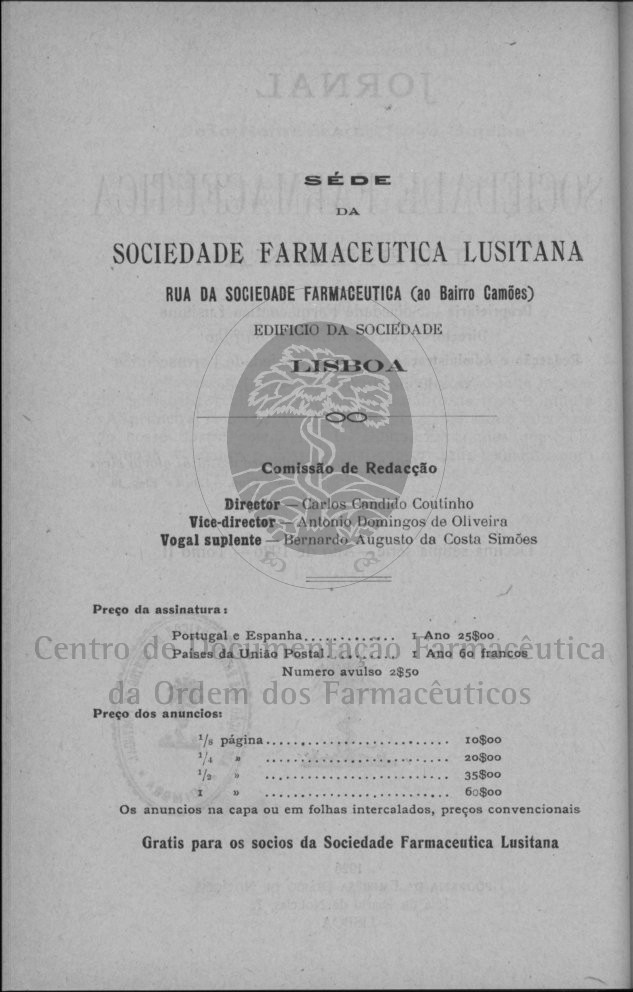 SÉDE
DA
SOCIEDADE FARMACEUTICA LUSITANA
RUA DA SOCIEDADE FARMACEUTICA (ao Bairro Camões)
EDIFICIO DA SOCIEDADE
LISBOA
Comissão de Redacção
Director — Carlos Candido Coutinho
Vice-director — Antonio Domingos de Oliveira
Vogal suplente — Bernardo Augusto da Costa Simões
Preço da assinatura:
Portugal e Espanha............. 1 Ano 25$00
Centro de Documentação Farmacêutica
Países da União Postal.......... 1 Ano 60 francos
Numero avulso 2$50
da Ordem dos Farmacêuticos
Preço dos anuncios:
1/8 página.......................... 10$00
1/4 » .......................... 20$00
1/2 » .......................... 35$00
1 » .......................... 60$00
Os anuncios na capa ou em folhas intercalados, preços convencionais
Gratis para os socios da Sociedade Farmaceutica Lusitana